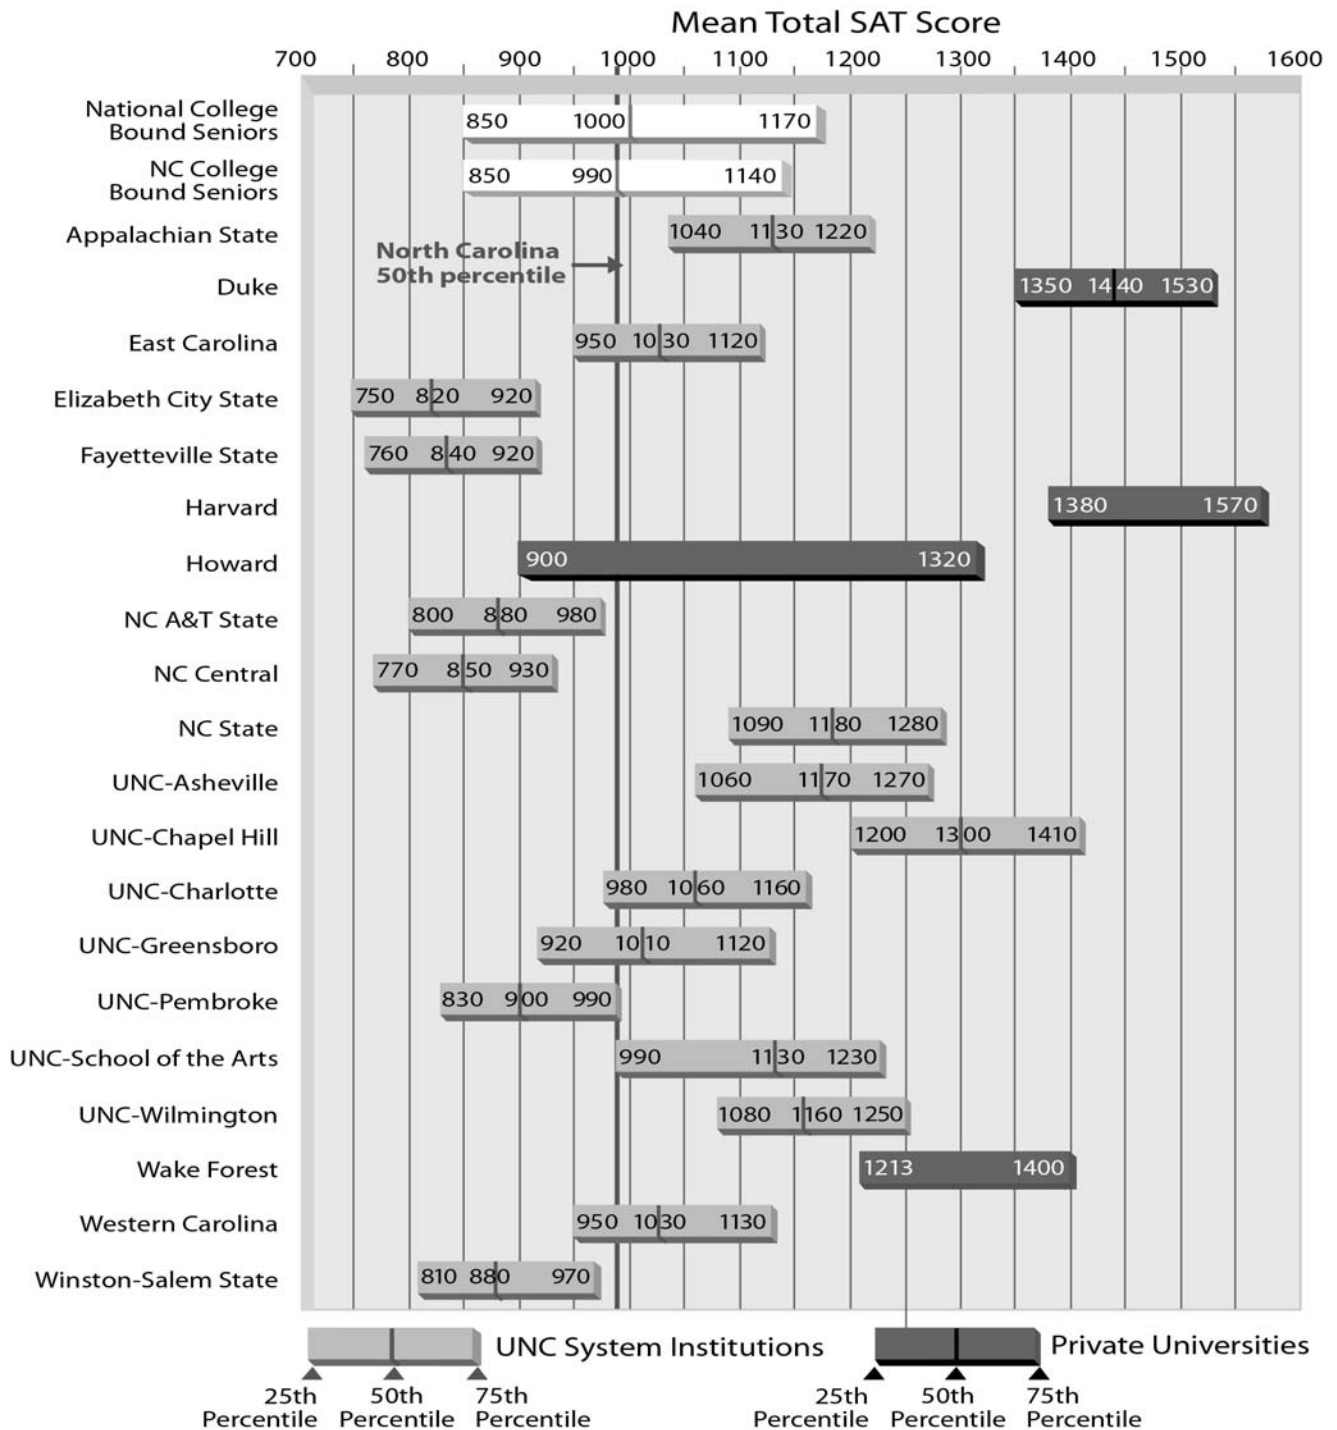 Mean Total SAT Score
700 800 900 1000 1100 1200 1300 1400 1500 1600
National College
Bound Seniors
850 1000 1170
NC College
Bound Seniors
850 990 1140
Appalachian State
1040 1130 1220
North Carolina
50th percentile
Duke
1350 1440 1530
East Carolina
950 1030 1120
Elizabeth City State
750 820 920
Fayetteville State
760 840 920
Harvard
1380 1570
Howard
900 1320
NC A&T State
800 880 980
NC Central
770 850 930
NC State
1090 1180 1280
UNC-Asheville
1060 1170 1270
UNC-Chapel Hill
1200 1300 1410
UNC-Charlotte
980 1060 1160
UNC-Greensboro
920 1010 1120
UNC-Pembroke
830 900 990
UNC-School of the Arts
990 1130 1230
UNC-Wilmington
1080 1160 1250
Wake Forest
1213 1400
Western Carolina
950 1030 1130
Winston-Salem State
810 880 970
UNC System Institutions
25th 50th 75th
Percentile Percentile Percentile
Private Universities
25th 50th 75th
Percentile Percentile Percentile